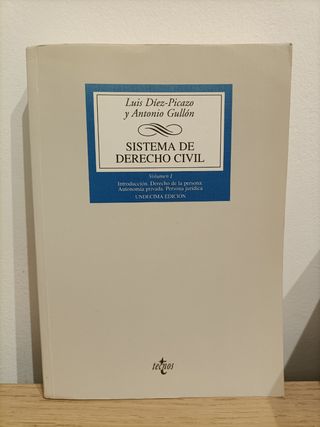 Luis Díez-Picazo
y Antonio Gullón
SISTEMA DE
DERECHO CIVIL
Volumen I
Introducción. Derecho de la persona.
Autonomía privada. Persona jurídica
UNDECIMA EDICIÓN
tecnos